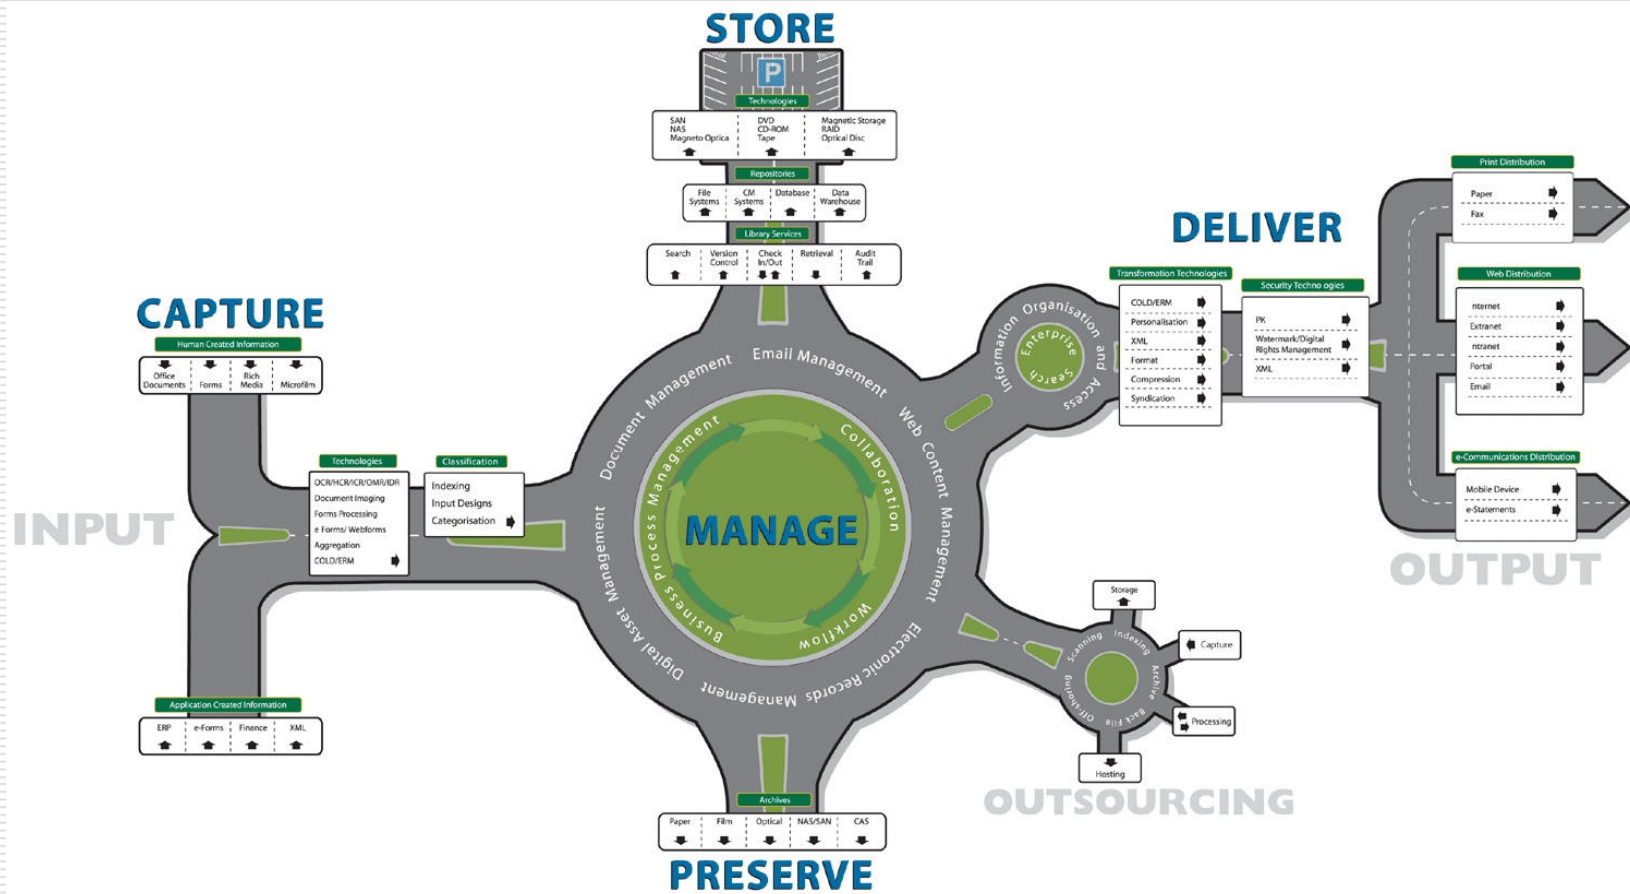 STORE
P
Technologies
SAN
NAS
Magneto Optica
DVD
CD-ROM
Tape
Magnetic Storage
RAID
Optical Disc
Repositories
File
Systems
CM
Systems
Database
Data
Warehouse
Library Services
Search
Version
Control
Check
In/Out
Retrieval
Audit
Trail
CAPTURE
Human Created Information
Office
Documents
Forms
Rich
Media
Microfilm
INPUT
Technologies
OCR/HCR/ICR/OMR/IDR
Document Imaging
Forms Processing
e Forms/ Webforms
Aggregation
COLD/ERM
Classification
Indexing
Input Designs
Categorisation
Application Created Information
ERP
e-Forms
Finance
XML
Document Management
Email Management
Web Content Management
Electronic Records Management
Digital Asset Management
Business Process Management
Collaboration
Workflow
MANAGE
Information Organisation and Access
Enterprise Search
DELIVER
Transformation Technologies
COLD/ERM
Personalisation
XML
Format
Compression
Syndication
Security Techno ogies
PK
Watermark/Digital
Rights Management
XML
Print Distribution
Paper
Fax
Web Distribution
nternet
Extranet
ntranet
Portal
Email
e-Communications Distribution
Mobile Device
e-Statements
OUTPUT
Storage
Capture
Processing
Hosting
Scanning
Indexing
Archive
Back File
Off-shoring
OUTSOURCING
Archives
Paper
Film
Optical
NAS/SAN
CAS
PRESERVE